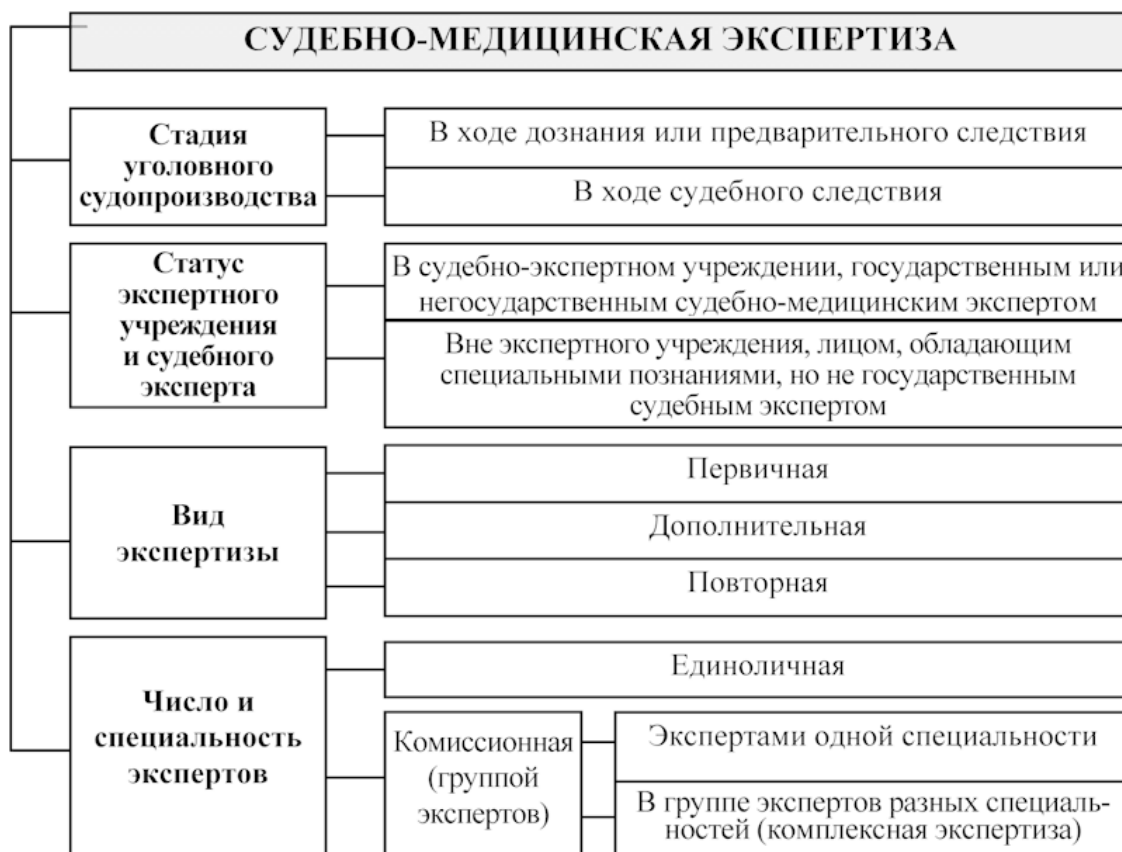 СУДЕБНО-МЕДИЦИНСКАЯ ЭКСПЕРТИЗА
Стадия
уголовного
судопроизводства
В ходе дознания или предварительного следствия
В ходе судебного следствия
Статус
экспертного
учреждения
и судебного
эксперта
В судебно-экспертном учреждении, государственным или
негосударственным судебно-медицинским экспертом
Вне экспертного учреждения, лицом, обладающим
специальными познаниями, но не государственным
судебным экспертом
Вид
экспертизы
Первичная
Дополнительная
Повторная
Число и
специальность
экспертов
Единоличная
Комиссионная
(группой
экспертов)
Экспертами одной специальности
В группе экспертов разных специаль-
ностей (комплексная экспертиза)